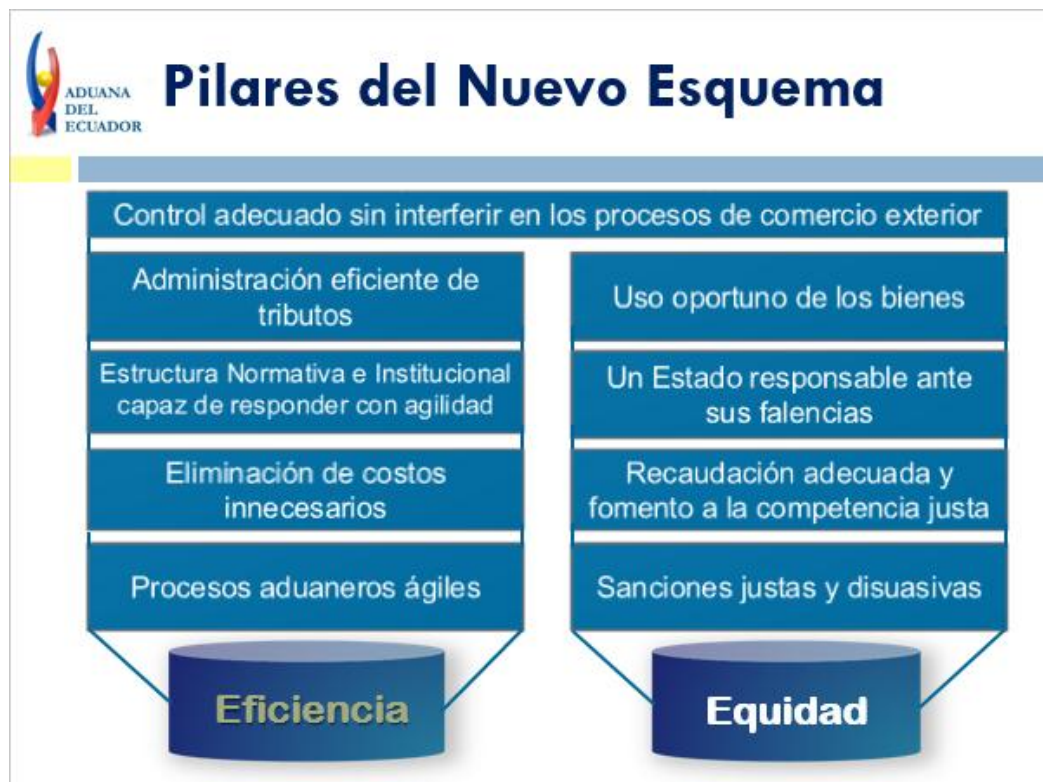 ADUANA
DEL
ECUADOR
Pilares del Nuevo Esquema
Control adecuado sin interferir en los procesos de comercio exterior
Administración eficiente de
tributos
Estructura Normativa e Institucional
capaz de responder con agilidad
Eliminación de costos
innecesarios
Procesos aduaneros ágiles
Eficiencia
Uso oportuno de los bienes
Un Estado responsable ante
sus falencias
Recaudación adecuada y
fomento a la competencia justa
Sanciones justas y disuasivas
Equidad